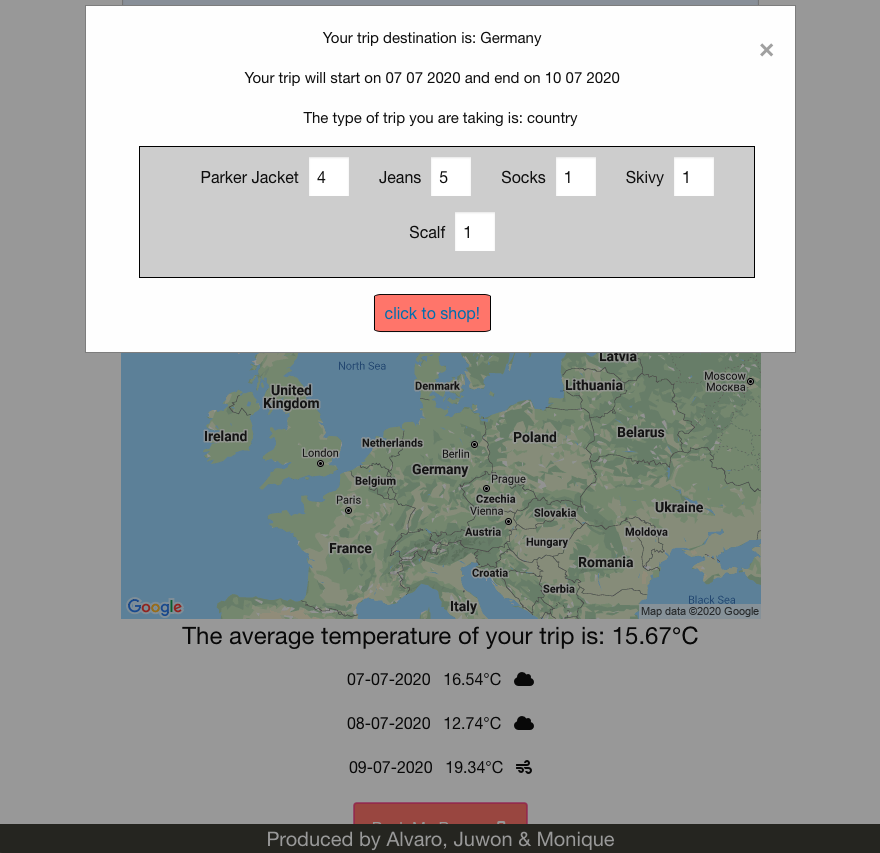 Your trip destination is: Germany
×
Your trip will start on 07 07 2020 and end on 10 07 2020
The type of trip you are taking is: country
Parker Jacket 4 Jeans 5 Socks 1 Skivy 1
Scalf 1
click to shop!
Latvia
North Sea
Moscow
Москва
Denmark
Lithuania
United
Kingdom
Ireland
Netherlands
Poland
Belarus
London
Berlin
Germany
Belgium
Prague
Paris
Czechia
Ukraine
Vienna
Slovakia
Austria
Moldova
France
Hungary
Romania
Croatia
Serbia
Italy
Black Sea
Google
Map data ©2020 Google
The average temperature of your trip is: 15.67°C
07-07-2020 16.54°C
08-07-2020 12.74°C
09-07-2020 19.34°C
Produced by Alvaro, Juwon & Monique